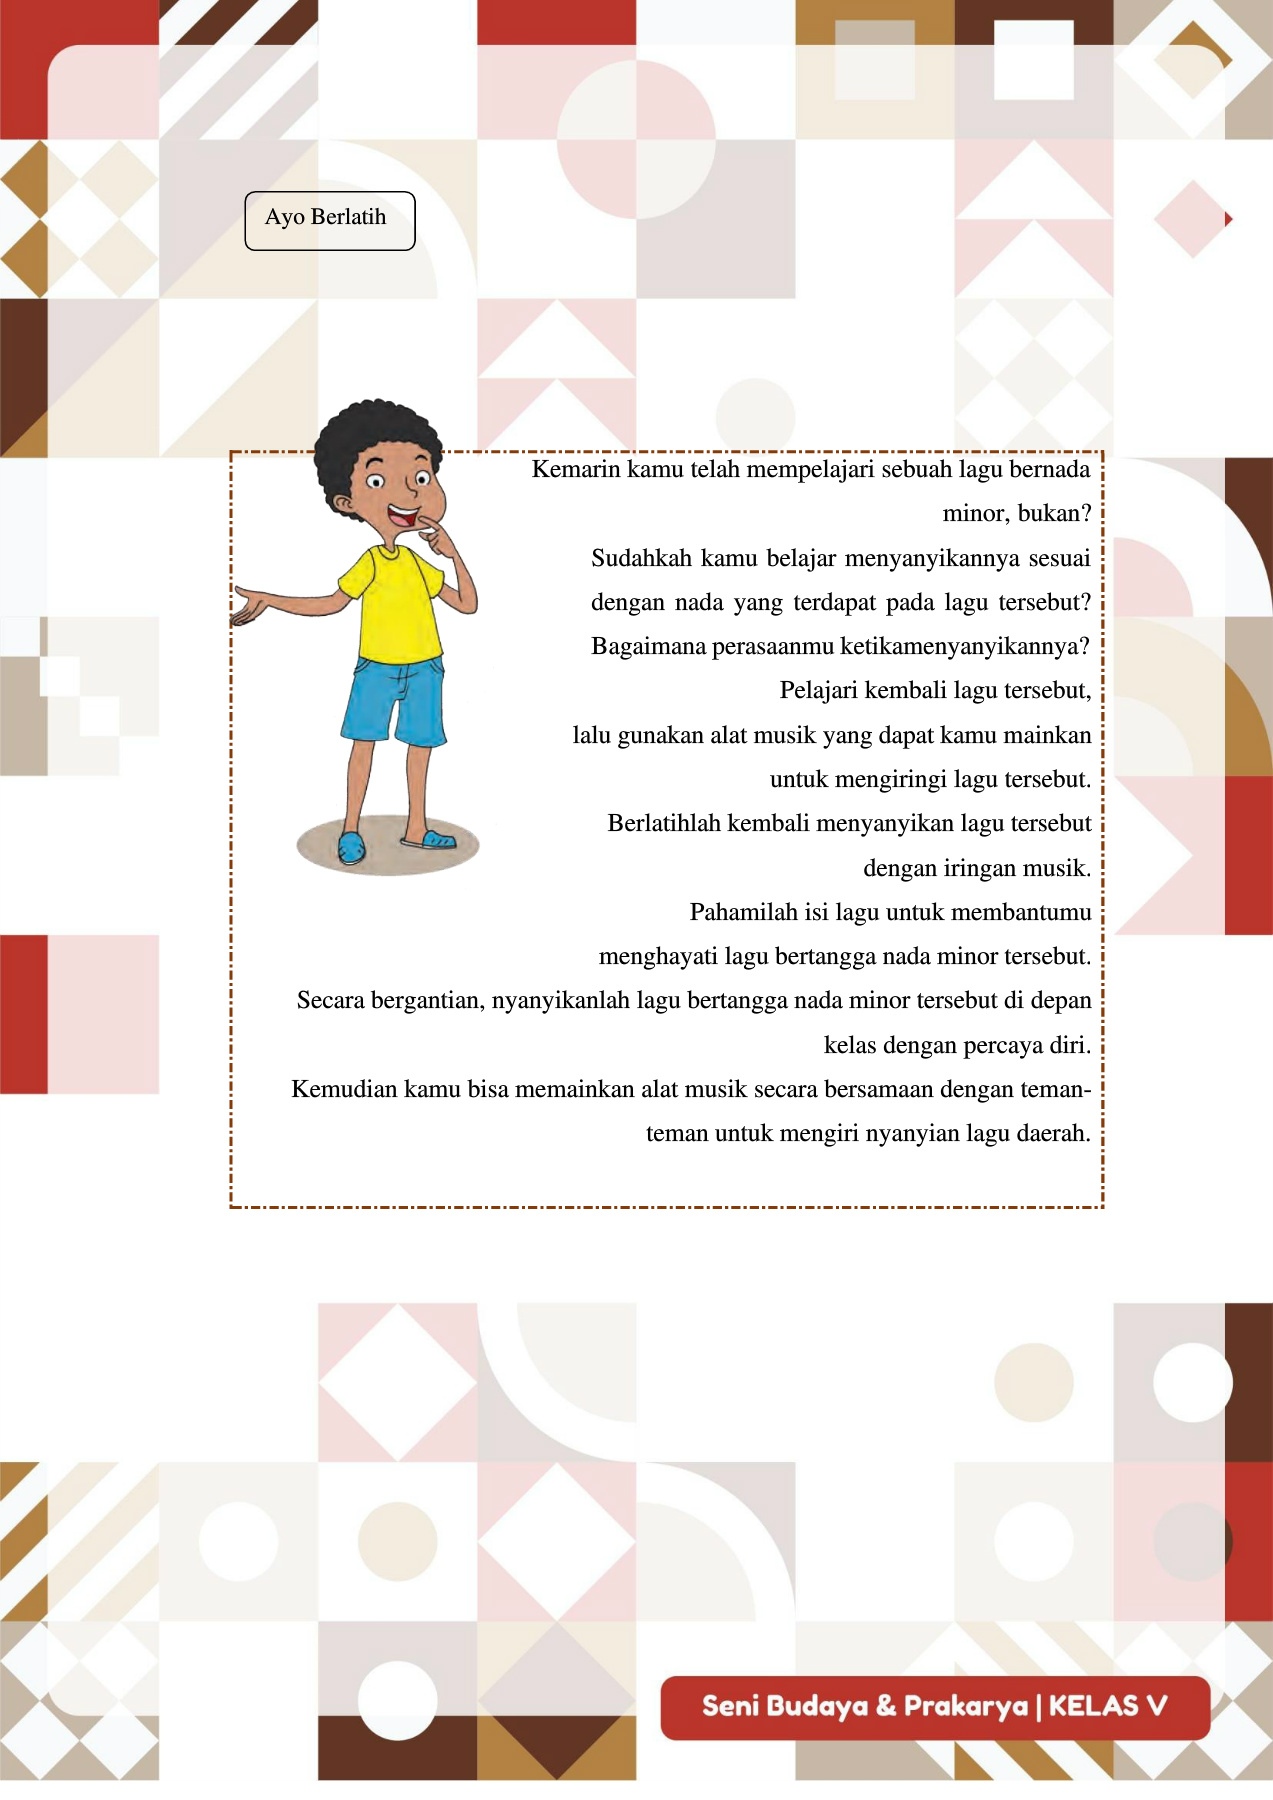 Ayo Berlatih
Kemarin kamu telah mempelajari sebuah lagu bernada
minor, bukan?
Sudahkah kamu belajar menyanyikannya sesuai
dengan nada yang terdapat pada lagu tersebut?
Bagaimana perasaanmu ketikamenyanyikannya?
Pelajari kembali lagu tersebut,
lalu gunakan alat musik yang dapat kamu mainkan
untuk mengiringi lagu tersebut.
Berlatihlah kembali menyanyikan lagu tersebut
dengan iringan musik.
Pahamilah isi lagu untuk membantumu
menghayati lagu bertangga nada minor tersebut.
Secara bergantian, nyanyikanlah lagu bertangga nada minor tersebut di depan
kelas dengan percaya diri.
Kemudian kamu bisa memainkan alat musik secara bersamaan dengan teman-
teman untuk mengiri nyanyian lagu daerah.
Seni Budaya & Prakarya | KELAS V